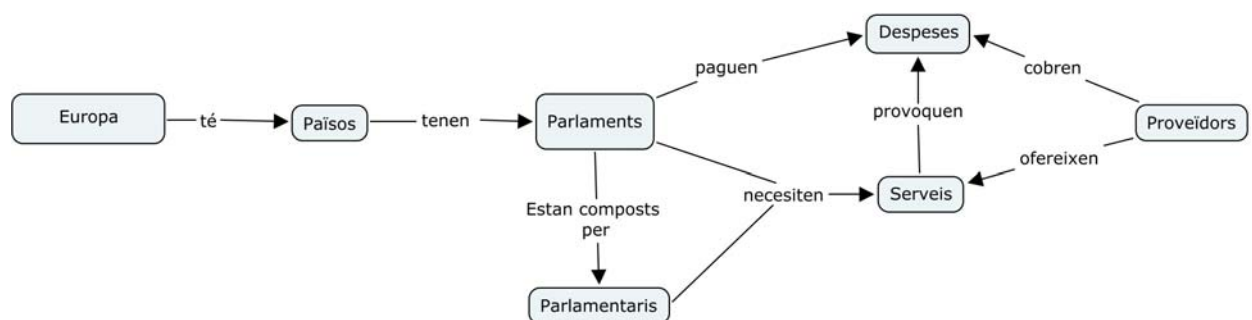 Despeses
paguen
cobren
Europa
té
Països
tenen
Parlaments
provoquen
Proveïdors
ofereixen
necesiten
Serveis
Estan composts
per
Parlamentaris